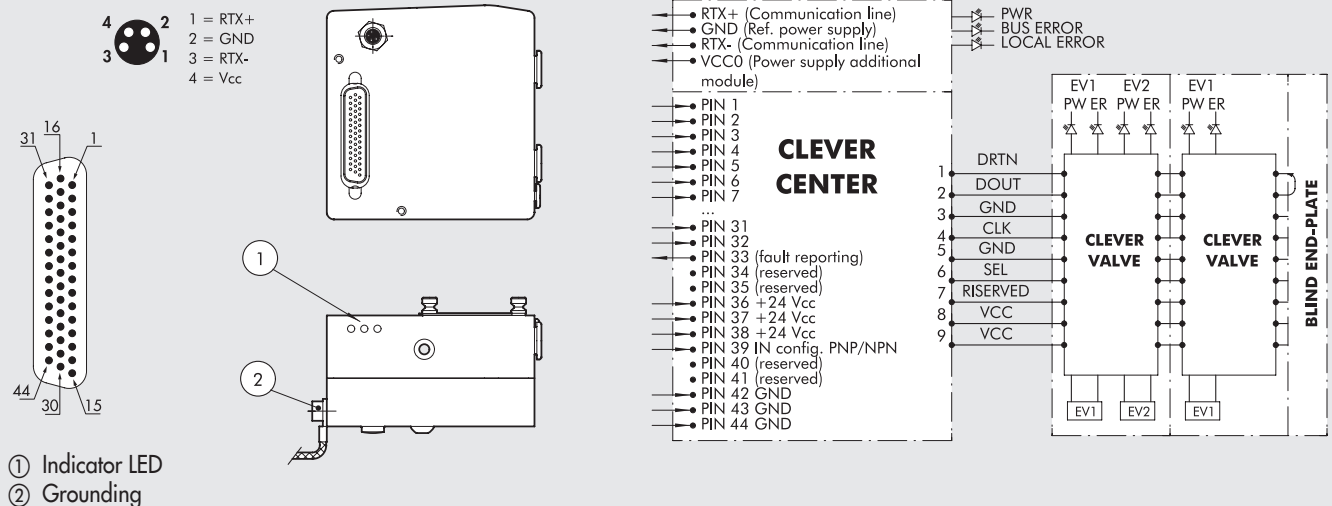 4 2
3 1
1 = RTX+
2 = GND
3 = RTX-
4 = Vcc
31 16 1
44 30 15
1
2
① Indicator LED
② Grounding
RTX+ (Communication line)
GND (Ref. power supply)
RTX- (Communication line)
VCC0 (Power supply additional
module)
PWR
BUS ERROR
LOCAL ERROR
PIN 1
PIN 2
PIN 3
PIN 4
PIN 5
PIN 6
PIN 7
...
PIN 31
PIN 32
PIN 33 (fault reporting)
PIN 34 (reserved)
PIN 35 (reserved)
PIN 36 +24 Vcc
PIN 37 +24 Vcc
PIN 38 +24 Vcc
PIN 39 IN config. PNP/NPN
PIN 40 (reserved)
PIN 41 (reserved)
PIN 42 GND
PIN 43 GND
PIN 44 GND
CLEVER
CENTER
1 DRTN
2 DOUT
3 GND
4 CLK
5 GND
6 SEL
7 RISERVED
8 VCC
9 VCC
EV1 EV2
PW ER PW ER
CLEVER
VALVE
EV1 EV2
EV1
PW ER
CLEVER
VALVE
EV1
BLIND END-PLATE